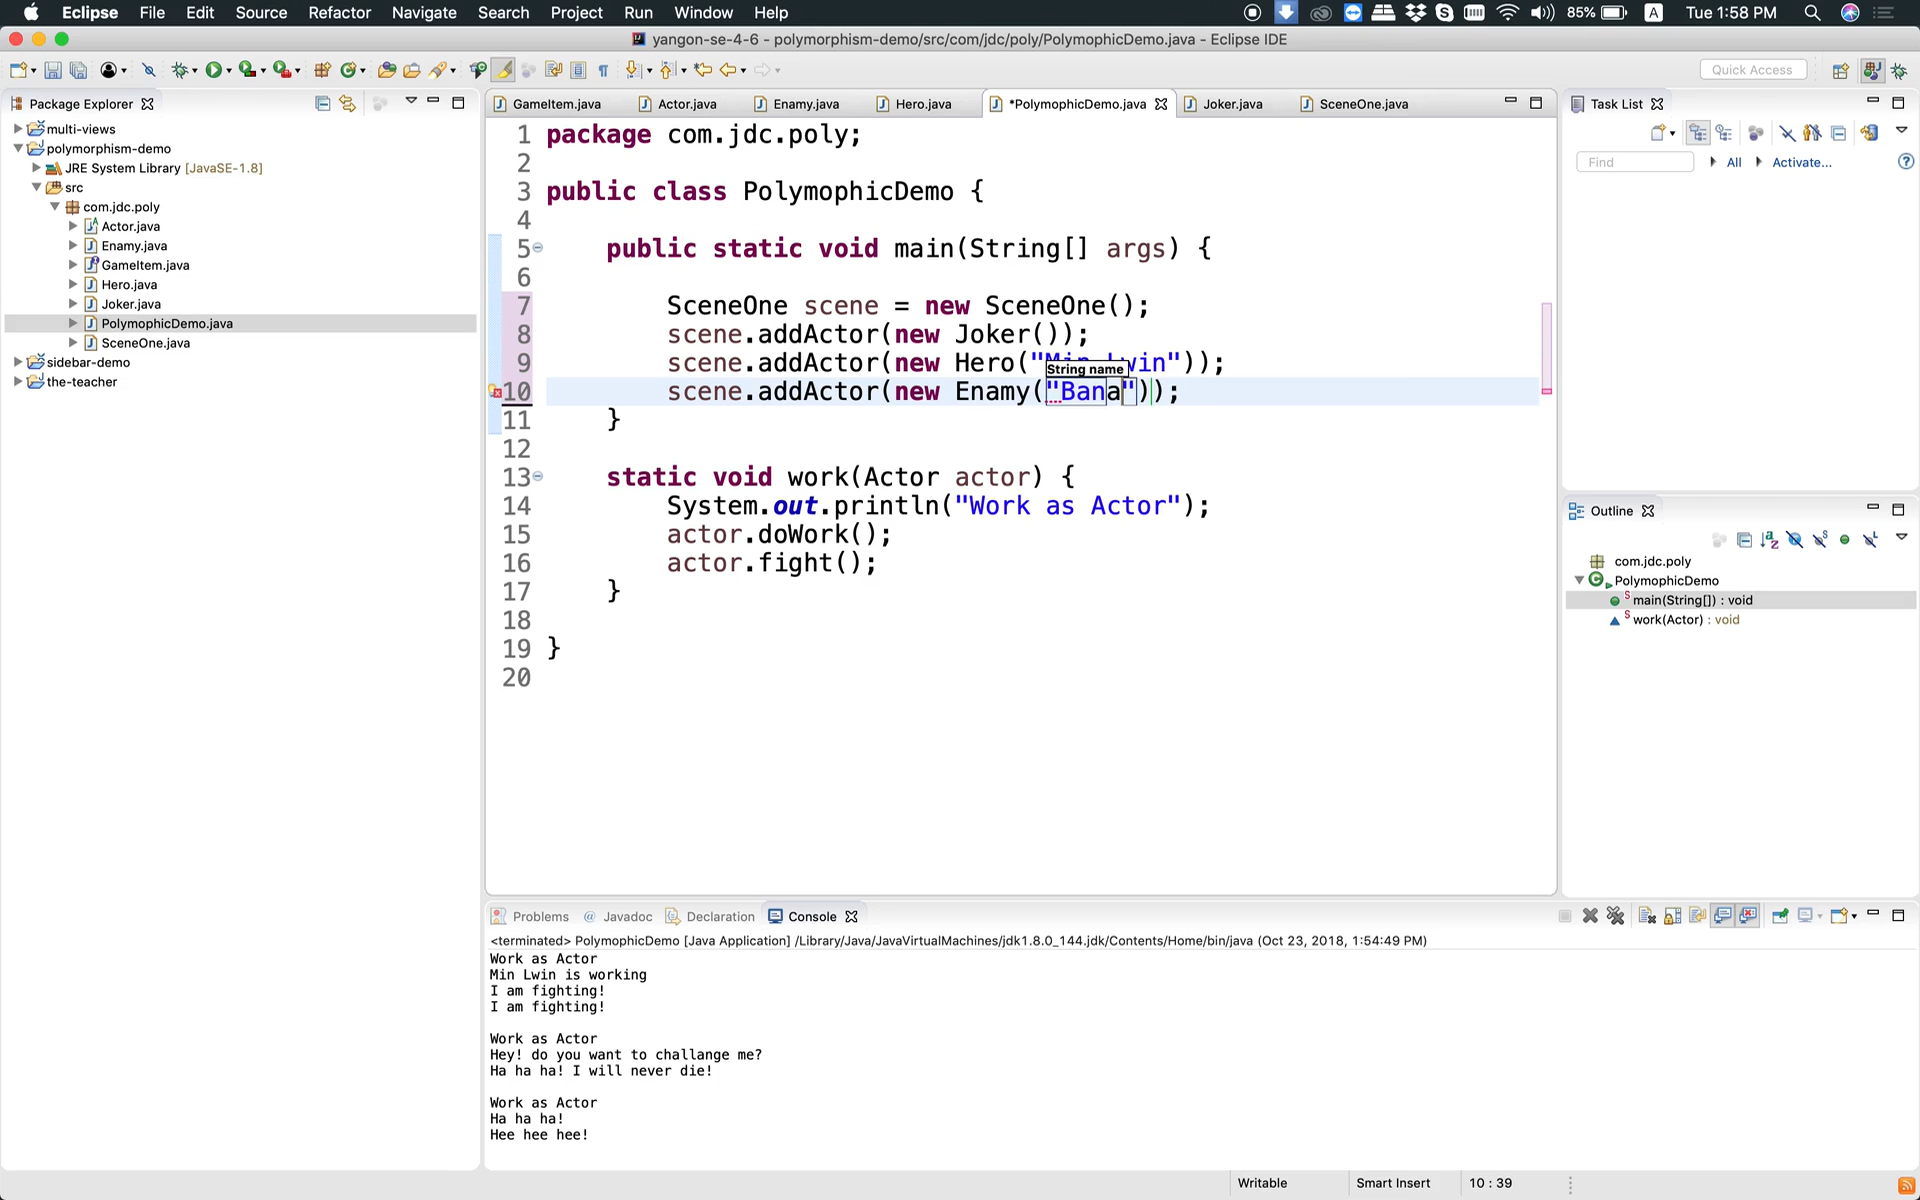 Eclipse File Edit Source Refactor Navigate Search Project Run Window Help 85% A Tue 1:58 PM
yangon-se-4-6 - polymorphism-demo/src/com/jdc/poly/PolymophicDemo.java - Eclipse IDE
Quick Access
Package Explorer
multi-views
polymorphism-demo
JRE System Library [JavaSE-1.8]
src
com.jdc.poly
Actor.java
Enamy.java
GameItem.java
Hero.java
Joker.java
PolymophicDemo.java
SceneOne.java
sidebar-demo
the-teacher
GameItem.java Actor.java Enamy.java Hero.java *PolymophicDemo.java Joker.java SceneOne.java
1 package com.jdc.poly;
2
3 public class PolymophicDemo {
4
5 public static void main(String[] args) {
6
7 SceneOne scene = new SceneOne();
8 scene.addActor(new Joker());
9 scene.addActor(new Hero("Min Lwin"));
String name
10 scene.addActor(new Enamy("Bana"));
11 }
12
13 static void work(Actor actor) {
14 System.out.println("Work as Actor");
15 actor.doWork();
16 actor.fight();
17 }
18
19 }
20
Task List
Find All Activate...
Outline
com.jdc.poly
PolymophicDemo
main(String[]) : void
work(Actor) : void
Problems Javadoc Declaration Console
<terminated> PolymophicDemo [Java Application] /Library/Java/JavaVirtualMachines/jdk1.8.0_144.jdk/Contents/Home/bin/java (Oct 23, 2018, 1:54:49 PM)
Work as Actor
Min Lwin is working
I am fighting!
I am fighting!
Work as Actor
Hey! do you want to challange me?
Ha ha ha! I will never die!
Work as Actor
Ha ha ha!
Hee hee hee!
Writable Smart Insert 10 : 39